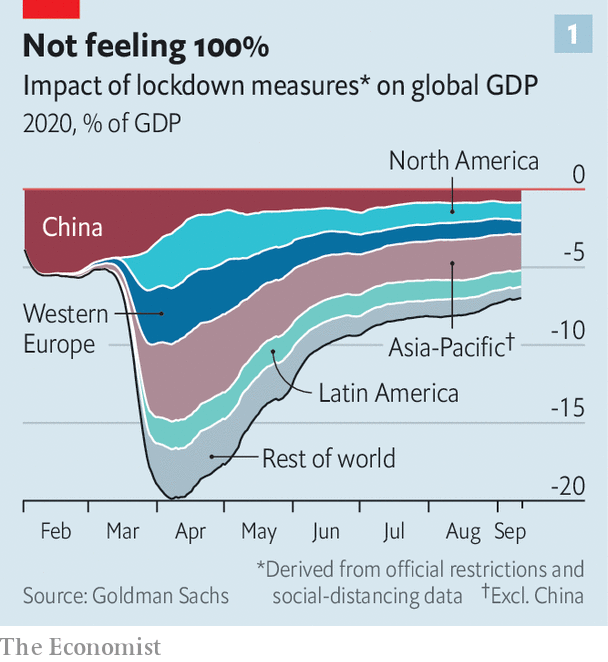 Not feeling 100%
1
Impact of lockdown measures* on global GDP
2020, % of GDP
North America
0
China
-5
Western
Europe
-10
Asia-Pacific†
Latin America
-15
Rest of world
-20
Feb Mar Apr May Jun Jul Aug Sep
*Derived from official restrictions and
Source: Goldman Sachs social-distancing data †Excl. China
The Economist